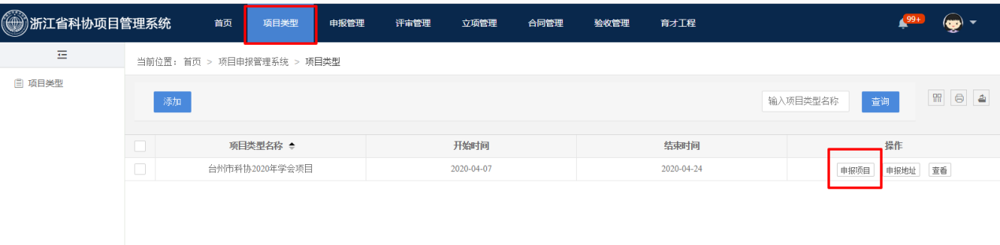 浙江省科协项目管理系统 首页 项目类型 申报管理 评审管理 立项管理 合同管理 验收管理 育才工程 99+
当前位置：首页 > 项目申报管理系统 > 项目类型
项目类型
添加 输入项目类型名称 查询
项目类型名称 开始时间 结束时间 操作
台州市科协2020年学会项目 2020-04-07 2020-04-24 申报项目 申报地址 查看